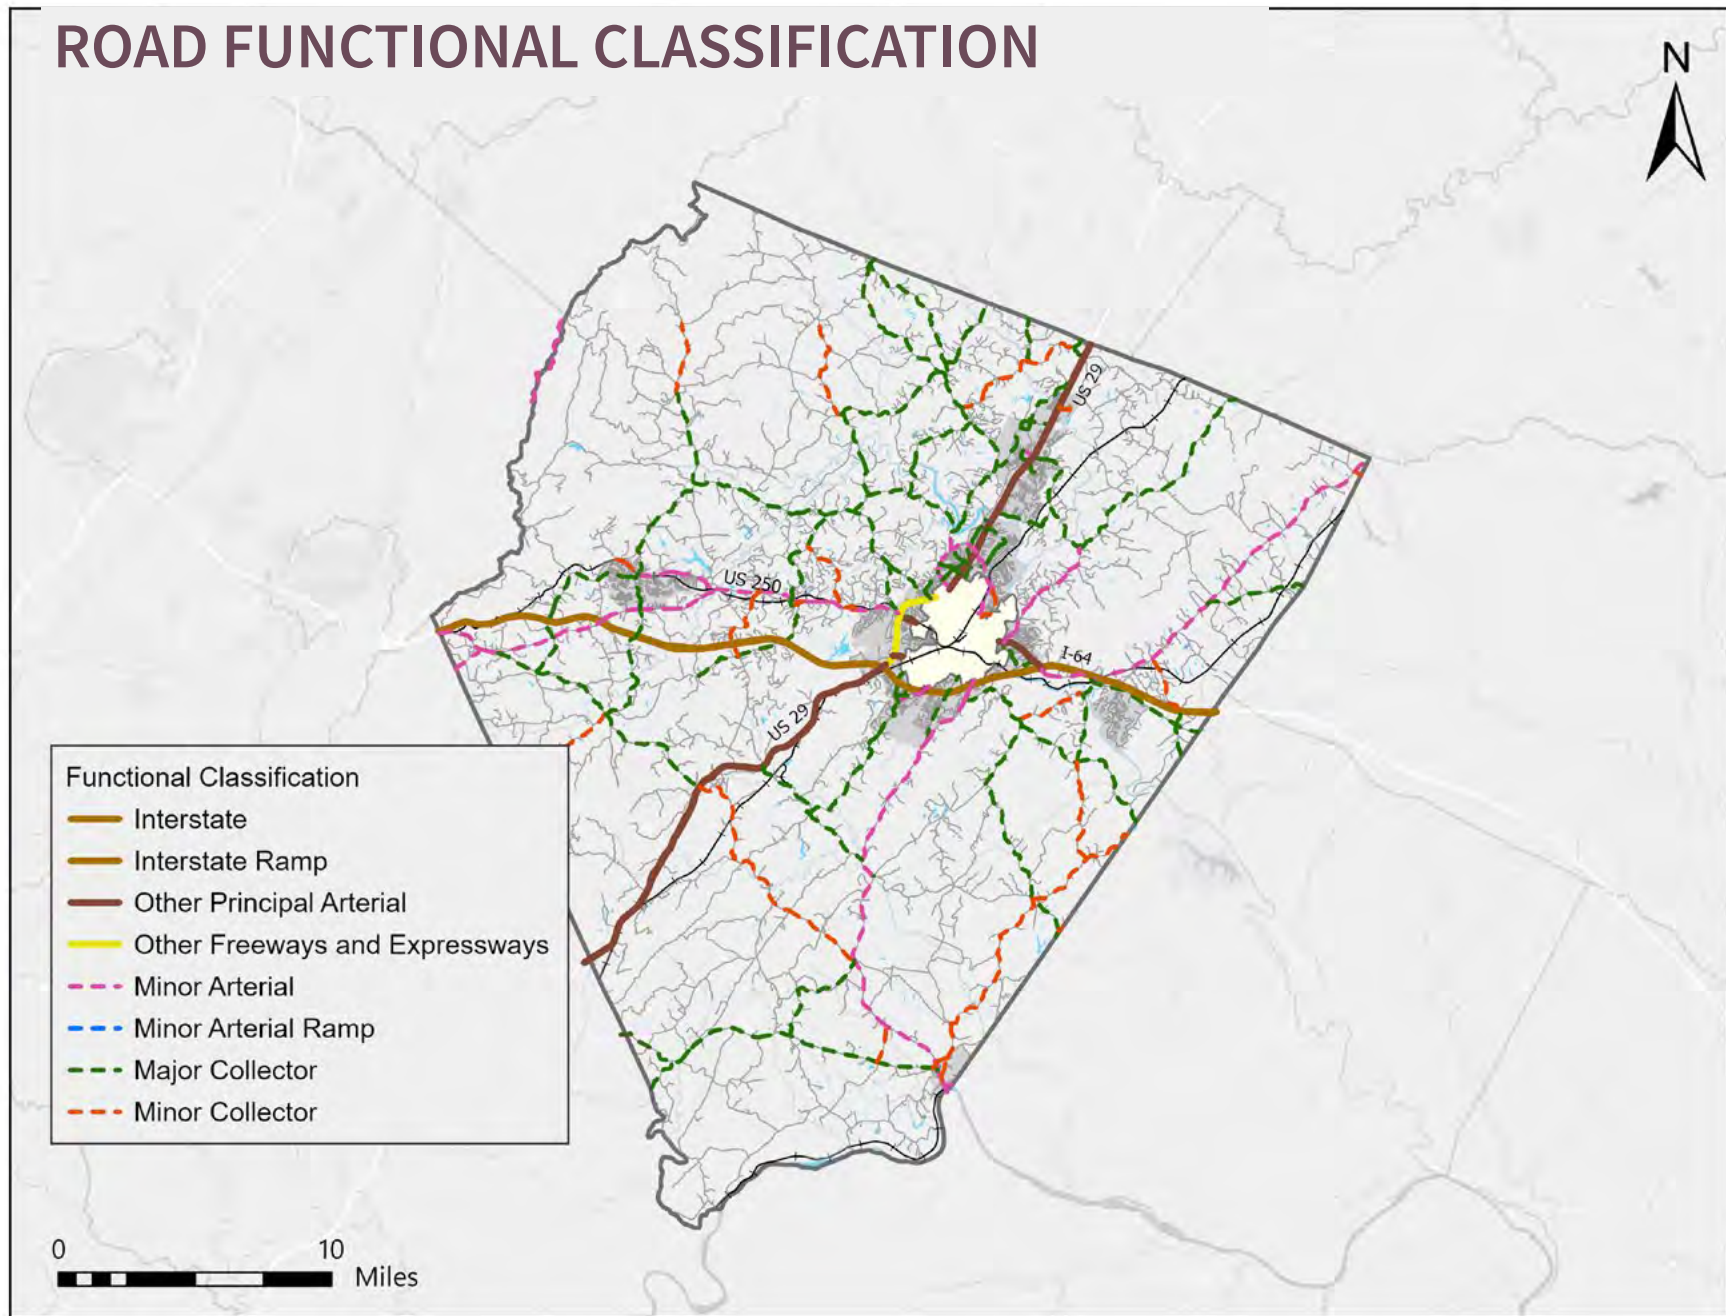 ROAD FUNCTIONAL CLASSIFICATION
N
US 29
US 250
I-64
US 29
Functional Classification
Interstate
Interstate Ramp
Other Principal Arterial
Other Freeways and Expressways
Minor Arterial
Minor Arterial Ramp
Major Collector
Minor Collector
0 10
Miles